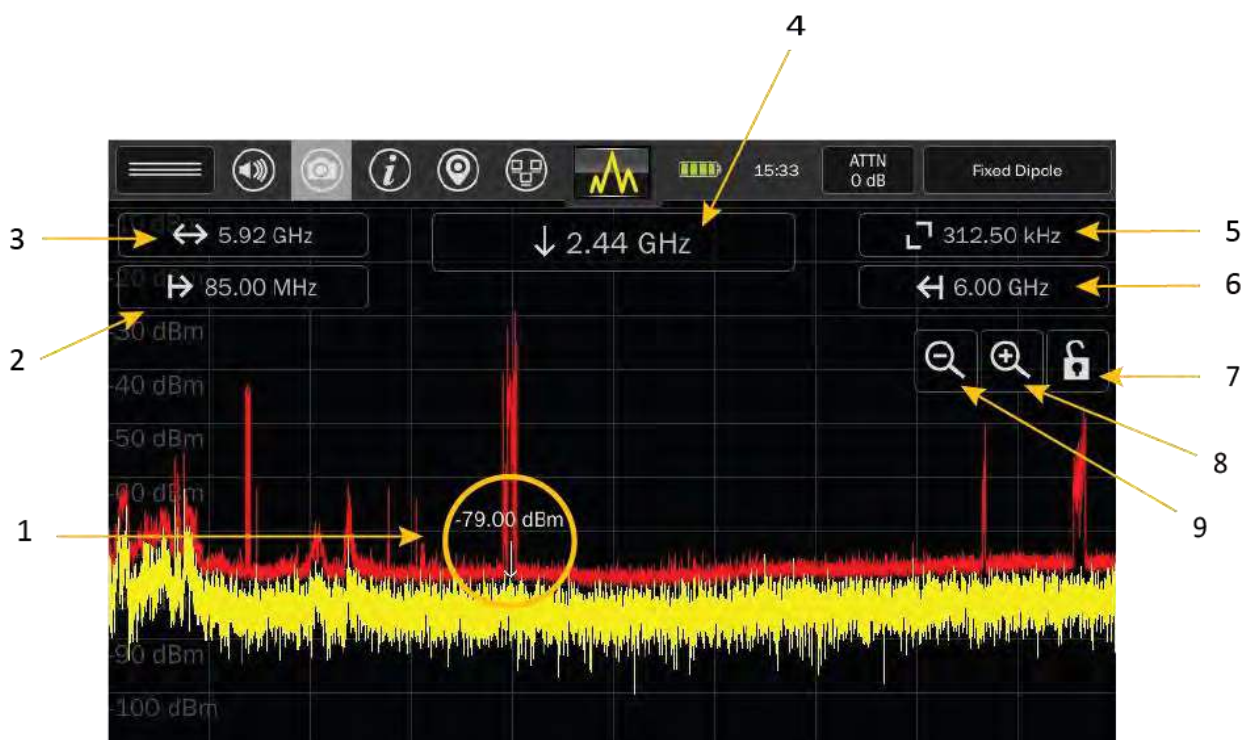 4
15:33
ATTN
0 dB
Fixed Dipole
3
5.92 GHz
2.44 GHz
312.50 kHz
5
85.00 MHz
6.00 GHz
6
2
-30 dBm
-40 dBm
7
-50 dBm
8
-60 dBm
1
-79.00 dBm
9
-90 dBm
-100 dBm